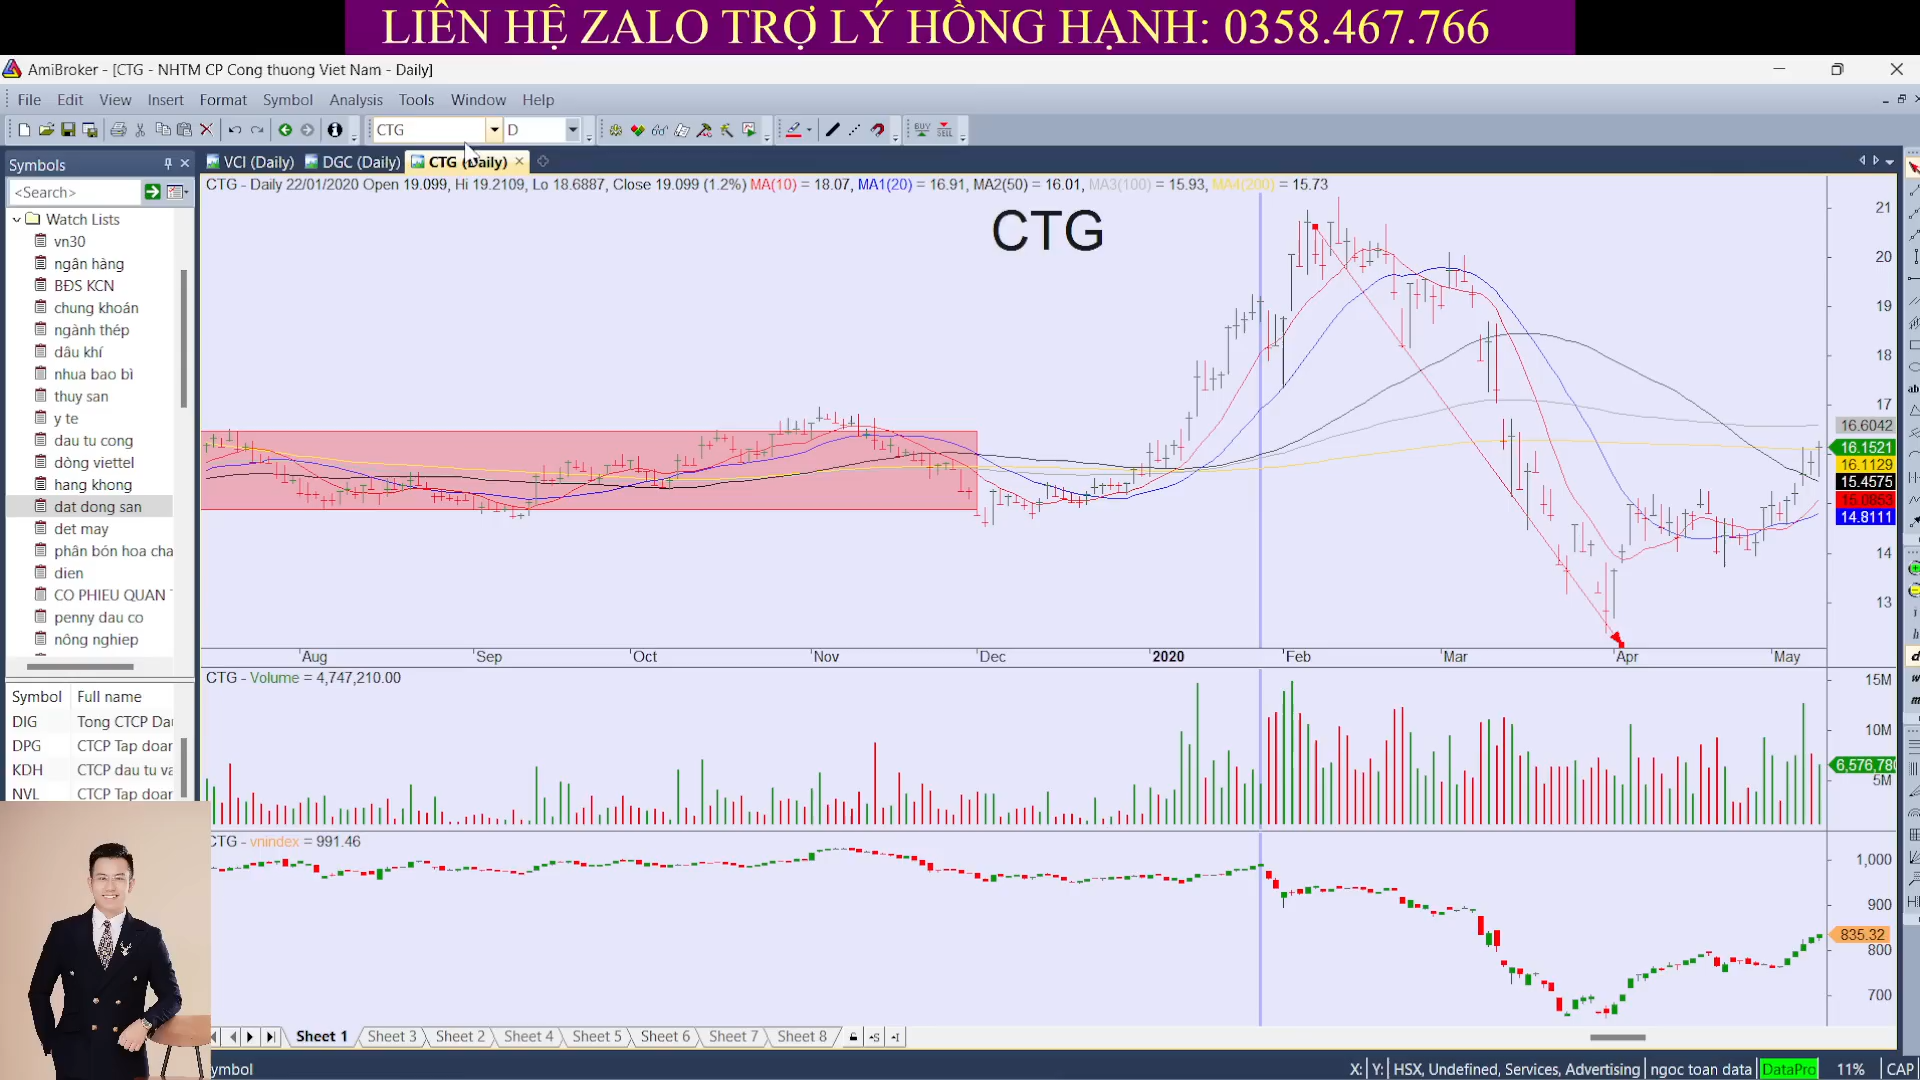 LIÊN HỆ ZALO TRỢ LÝ HỒNG HẠNH: 0358.467.766
AmiBroker - [CTG - NHTM CP Cong thuong Viet Nam - Daily]
File Edit View Insert Format Symbol Analysis Tools Window Help
CTG D BUY SELL
Symbols
VCI (Daily) DGC (Daily) CTG (Daily)
<Search>
CTG - Daily 22/01/2020 Open 19.099, Hi 19.2109, Lo 18.6887, Close 19.099 (1.2%) MA(10) = 18.07, MA1(20) = 16.91, MA2(50) = 16.01, MA3(100) = 15.93, MA4(200) = 15.73
CTG
Watch Lists
vn30
ngân hàng
BĐS KCN
chung khoán
ngành thép
dâu khí
nhua bao bì
thuy san
y te
dau tu cong
dòng viettel
hang khong
dat dong san
det may
phân bón hoa cha
dien
CO PHIEU QUAN
penny dau co
nông nghiep
21
20
19
18
17
16.6042
16.1521
16.1129
15.4575
15.0853
14.8111
14
13
Aug Sep Oct Nov Dec 2020 Feb Mar Apr May
Symbol Full name
DIG Tong CTCP Dau
DPG CTCP Tap doan
KDH CTCP dau tu va
NVL CTCP Tap doan
CTG - Volume = 4,747,210.00
15M
10M
6,576,780
5M
CTG - vnindex = 991.46
1,000
900
835.32
800
700
Sheet 1 Sheet 3 Sheet 2 Sheet 4 Sheet 5 Sheet 6 Sheet 7 Sheet 8
ymbol
X: Y: HSX, Undefined, Services, Advertising ngoc toan data DataPro 11% CAP